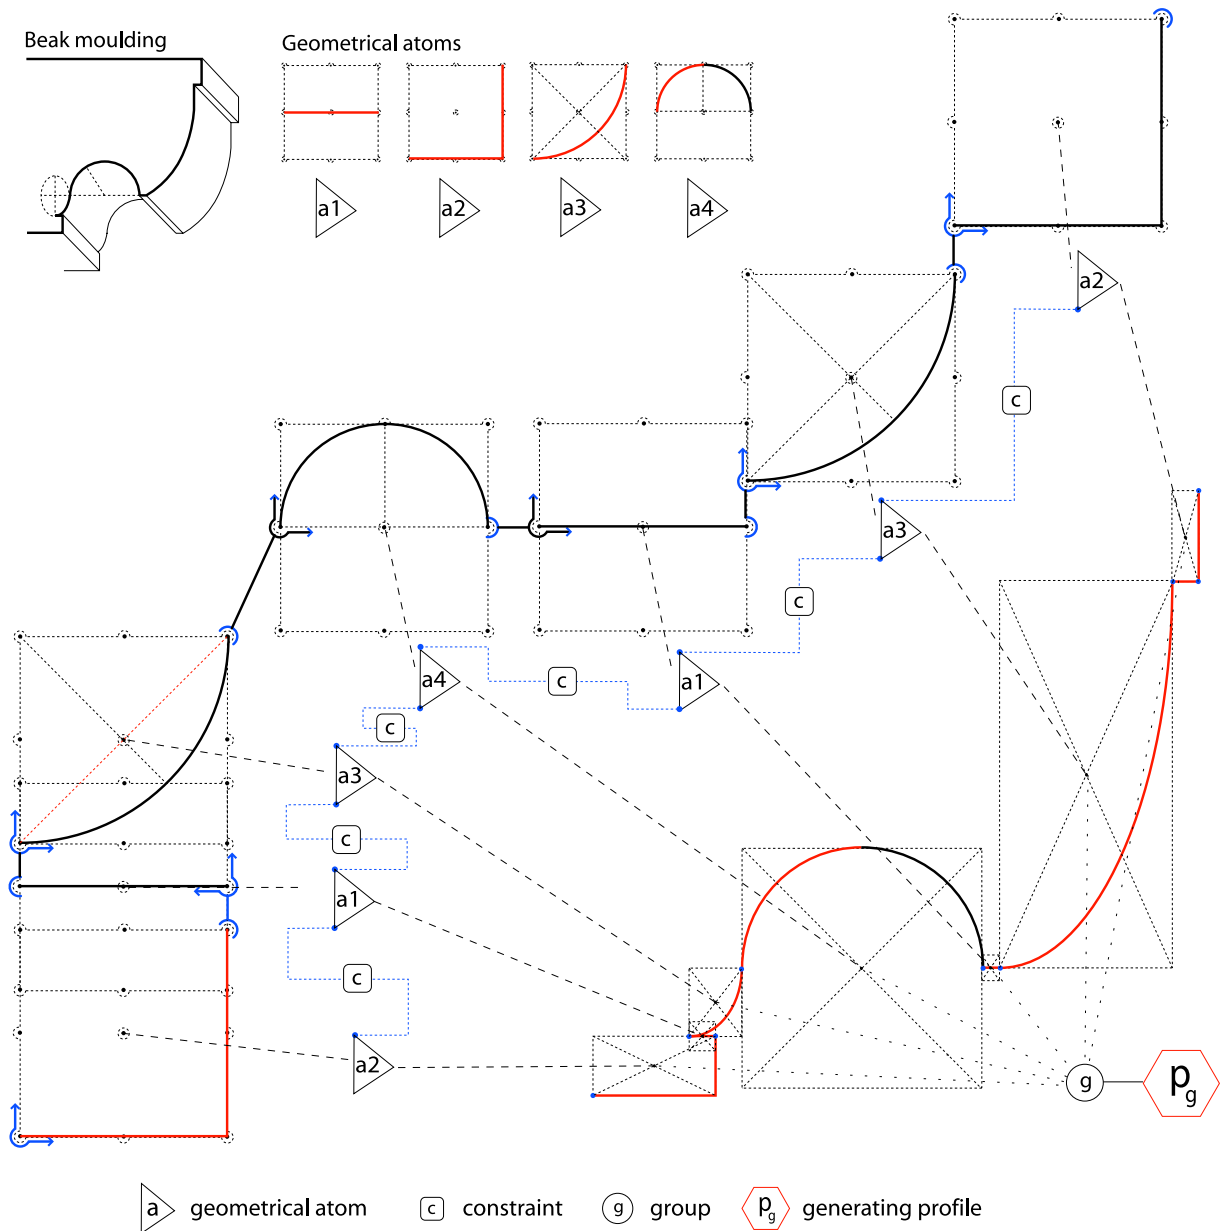 Beak moulding
Geometrical atoms
a1 a2 a3 a4
a2
c
a3
c
a4
c
a1
c
a3
c
a1
c
a2
g
pg
a geometrical atom
c constraint
g group
pg generating profile